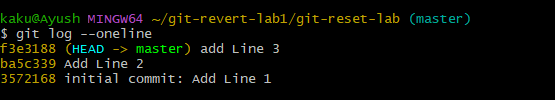 kaku@Ayush MINGW64 ~/git-revert-lab1/git-reset-lab (master)
$ git log --oneline
f3e3188 (HEAD -> master) add Line 3
ba5c339 Add Line 2
3572168 initial commit: Add Line 1